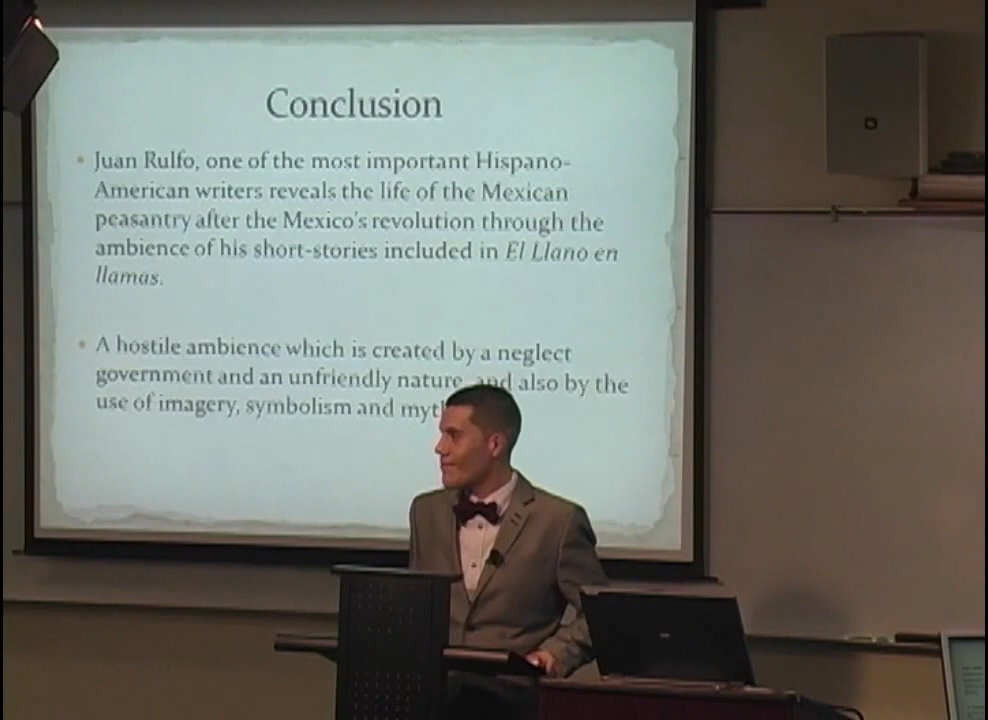 Conclusion
Juan Rulfo, one of the most important Hispano-
American writers reveals the life of the Mexican
peasantry after the Mexico's revolution through the
ambience of his short-stories included in El Llano en
llamas.
A hostile ambience which is created by a neglect
government and an unfriendly nature, and also by the
use of imagery, symbolism and